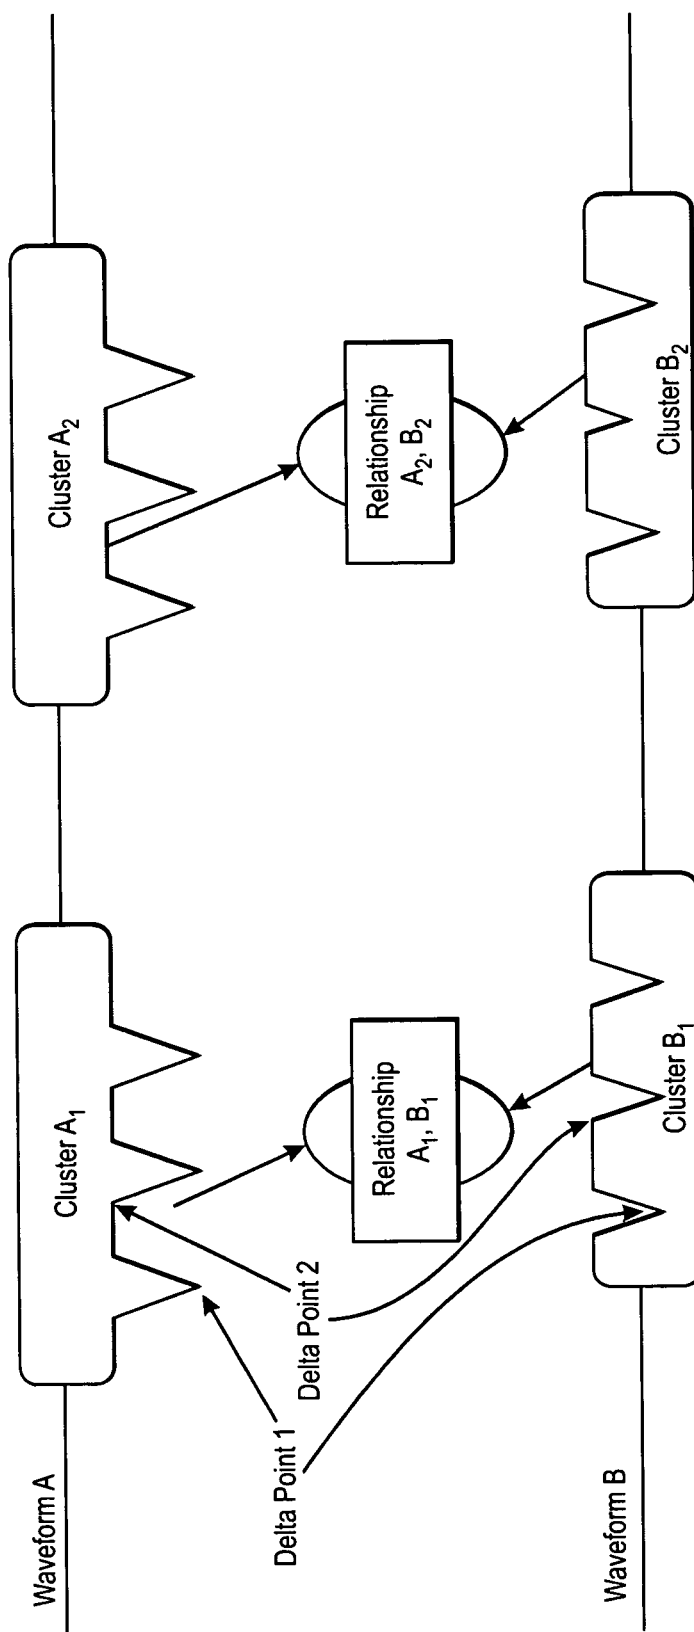 Waveform A
Cluster A₁
Cluster A₂
Delta Point 1
Delta Point 2
Relationship
A₁, B₁
Relationship
A₂, B₂
Waveform B
Cluster B₁
Cluster B₂